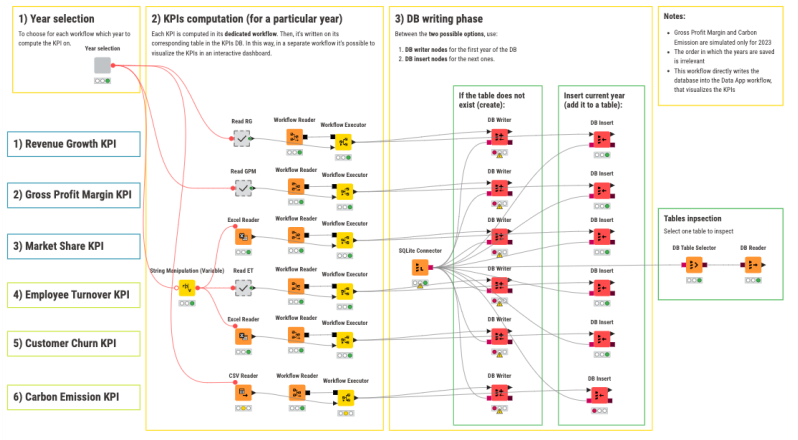 1) Year selection
To choose for each workflow which year to
compute the KPI on.
Year selection
2) KPIs computation (for a particular year)
Each KPI is computed in its dedicated workflow. Then, it's written on its
corresponding table in the KPIs DB. In this way, in a separate workflow it's possible to
visualize the KPIs in an interactive dashboard.
3) DB writing phase
Between the two possible options, use:
1. DB writer nodes for the first year of the DB
2. DB insert nodes for the next ones.
Notes:
• Gross Profit Margin and Carbon
Emission are simulated only for 2023
• The order in which the years are saved
is irrelevant
• This workflow directly writes the
database into the Data App workflow,
that visualizes the KPIs
If the table does not
exist (create):
Insert current year
(add it to a table):
1) Revenue Growth KPI
Read RG
Workflow Reader
Workflow Executor
DB Writer
DB Insert
2) Gross Profit Margin KPI
Read GPM
Workflow Reader
Workflow Executor
DB Writer
DB Insert
3) Market Share KPI
Excel Reader
Workflow Reader
Workflow Executor
DB Writer
DB Insert
SQLite Connector
Tables inpsection
Select one table to inspect
DB Table Selector
DB Reader
String Manipulation (Variable)
4) Employee Turnover KPI
Read ET
Workflow Reader
Workflow Executor
DB Writer
DB Insert
5) Customer Churn KPI
Excel Reader
Workflow Reader
Workflow Executor
DB Writer
DB Insert
6) Carbon Emission KPI
CSV Reader
Workflow Reader
Workflow Executor
DB Writer
DB Insert